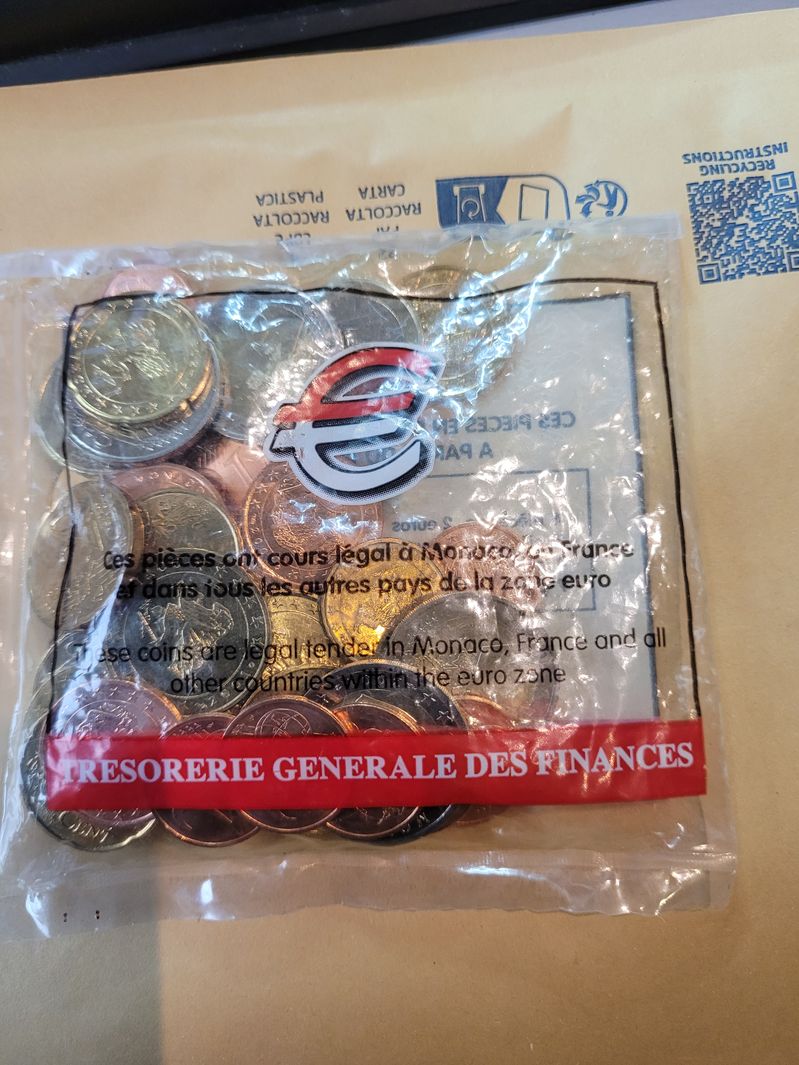 RECYCLING
INSTRUCTIONS
CARTA
RACCOLTA
PLASTICA
RACCOLTA
CES PIECES
A PAR
2 euros
Ces pièces ont cours légal à Monaco, en France
et dans tous les autres pays de la zone euro
These coins are legal tender in Monaco, France and all
other countries within the euro zone
TRESORERIE GENERALE DES FINANCES
CENT